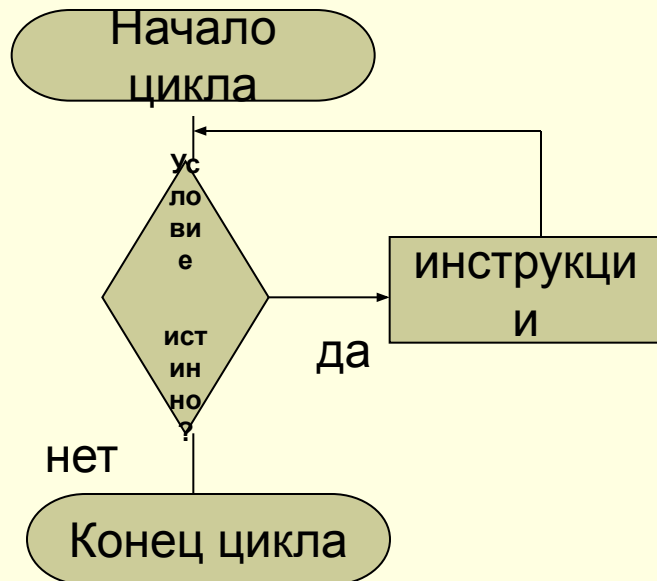 Начало
цикла
Ус
ло
ви
е
ист
ин
но
?
инструкци
и
да
нет
Конец цикла